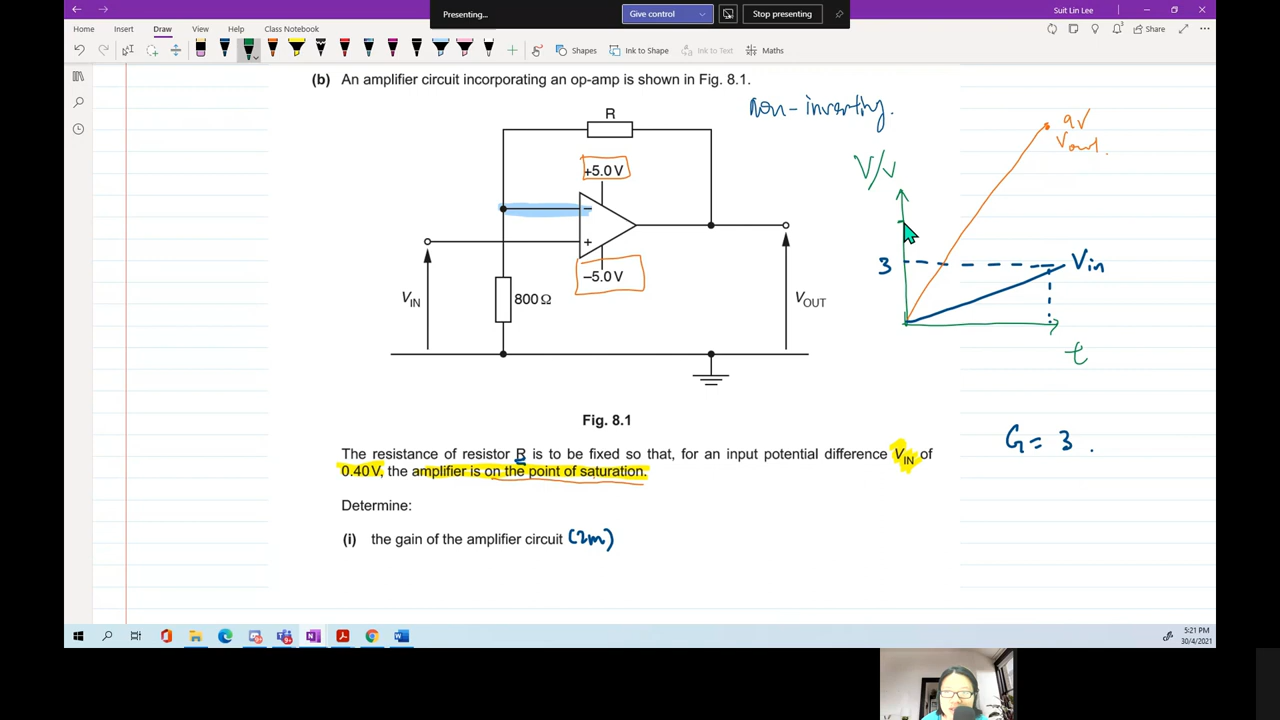 Presenting...
Give control
Stop presenting
Suit Lin Lee
Home
Insert
Draw
View
Help
Class Notebook
Share
Shapes
Ink to Shape
Ink to Text
Maths
(b) An amplifier circuit incorporating an op-amp is shown in Fig. 8.1.
non-inverting.
R
+5.0 V
−
+
−5.0 V
800 Ω
VIN
VOUT
V/V
9V
Vout.
3
Vin
t
Fig. 8.1
G = 3.
The resistance of resistor R is to be fixed so that, for an input potential difference VIN of
0.40 V, the amplifier is on the point of saturation.
Determine:
(i) the gain of the amplifier circuit (2m)
5:21 PM
30/4/2021